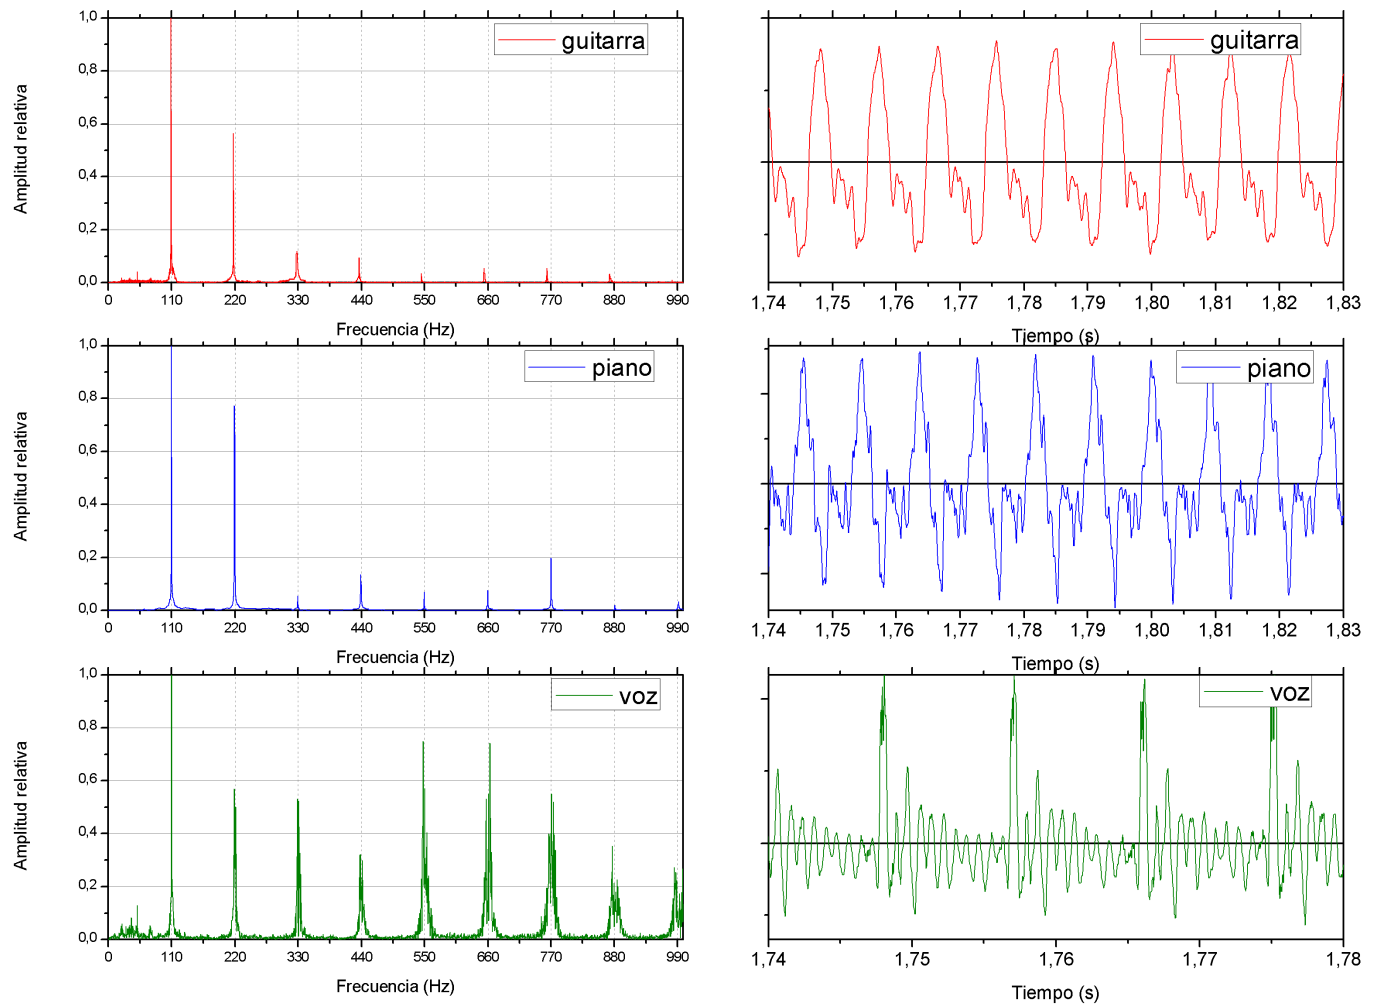 1,0
0,8
0,6
0,4
0,2
0,0
Amplitud relativa
guitarra
0 110 220 330 440 550 660 770 880 990
Frecuencia (Hz)
guitarra
1,74 1,75 1,76 1,77 1,78 1,79 1,80 1,81 1,82 1,83
Tiempo (s)
1,0
0,8
0,6
0,4
0,2
0,0
Amplitud relativa
piano
0 110 220 330 440 550 660 770 880 990
Frecuencia (Hz)
piano
1,74 1,75 1,76 1,77 1,78 1,79 1,80 1,81 1,82 1,83
Tiempo (s)
1,0
0,8
0,6
0,4
0,2
0,0
Amplitud relativa
voz
0 110 220 330 440 550 660 770 880 990
Frecuencia (Hz)
voz
1,74 1,75 1,76 1,77 1,78
Tiempo (s)